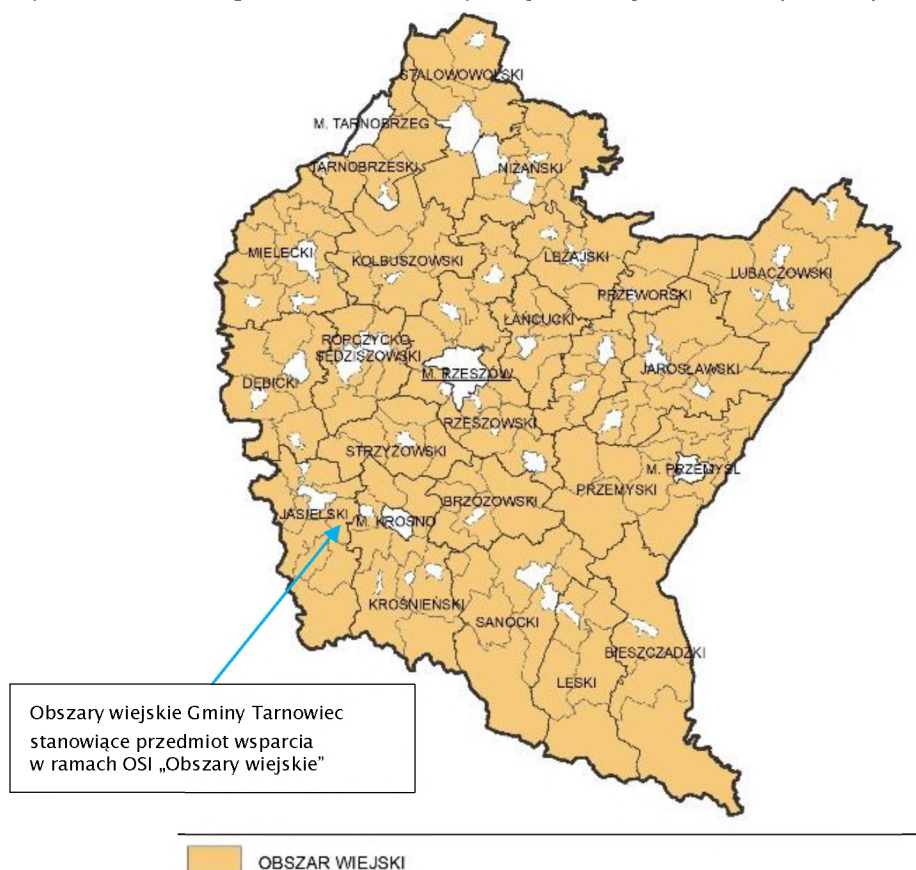 STALOWOWOLSKI
M. TARNOBRZEG
TARNOBRZESKI
NIŻAŃSKI
MIELECKI
KOLBUSZOWSKI
LEŻAJSKI
LUBACZOWSKI
PRZEWORSKI
ŁAŃCUCKI
ROPCZYCKO-
SĘDZISZOWSKI
M. RZESZÓW
JAROSŁAWSKI
DĘBICKI
RZESZOWSKI
STRZYŻOWSKI
M. PRZEMYŚL
PRZEMYSKI
BRZOZOWSKI
JASIELSKI
M. KROSNO
KROŚNIEŃSKI
SANOCKI
BIESZCZADZKI
LESKI
Obszary wiejskie Gminy Tarnowiec
stanowiące przedmiot wsparcia
w ramach OSI „Obszary wiejskie”
OBSZAR WIEJSKI